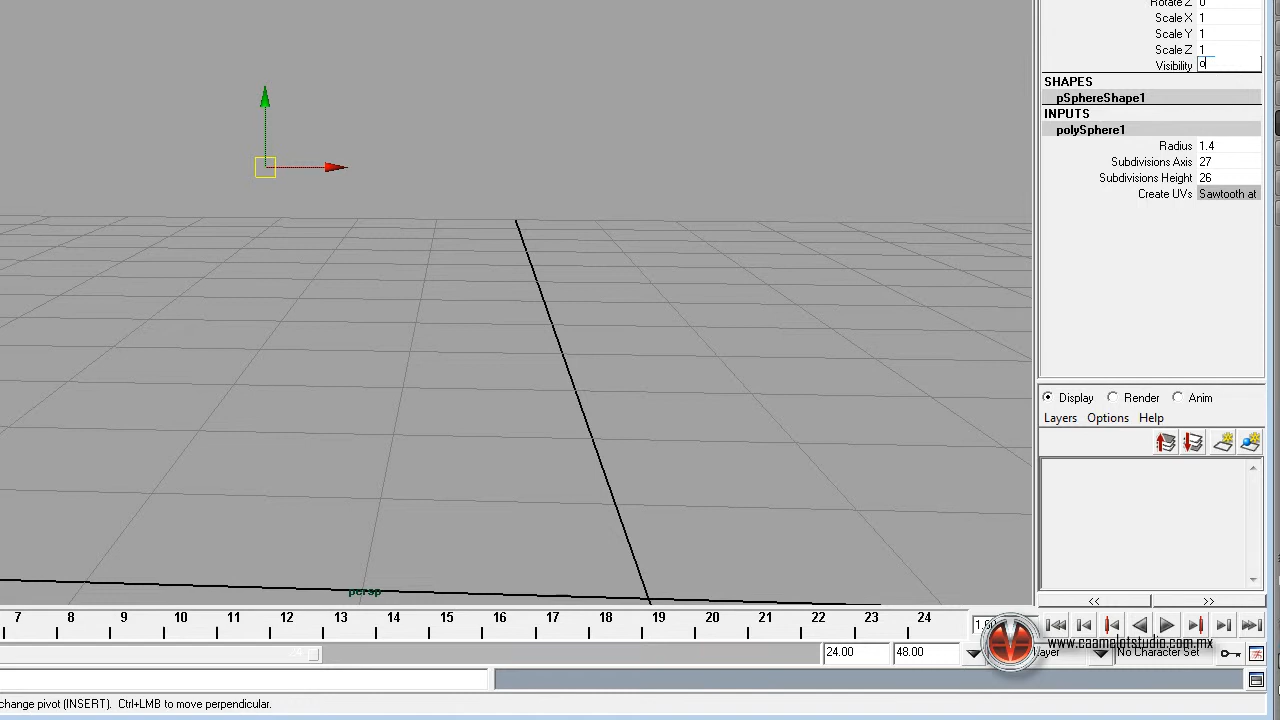 Rotate Z 0
Scale X 1
Scale Y 1
Scale Z 1
Visibility o
SHAPES
pSphereShape1
INPUTS
polySphere1
Radius 1.4
Subdivisions Axis 27
Subdivisions Height 26
Create UVs Sawtooth at
Display Render Anim
Layers Options Help
<< >>
persp
7 8 9 10 11 12 13 14 15 16 17 18 19 20 21 22 23 24
www.caamelotstudio.com.mx
24.00 48.00 No Character Set
change pivot (INSERT). Ctrl+LMB to move perpendicular.